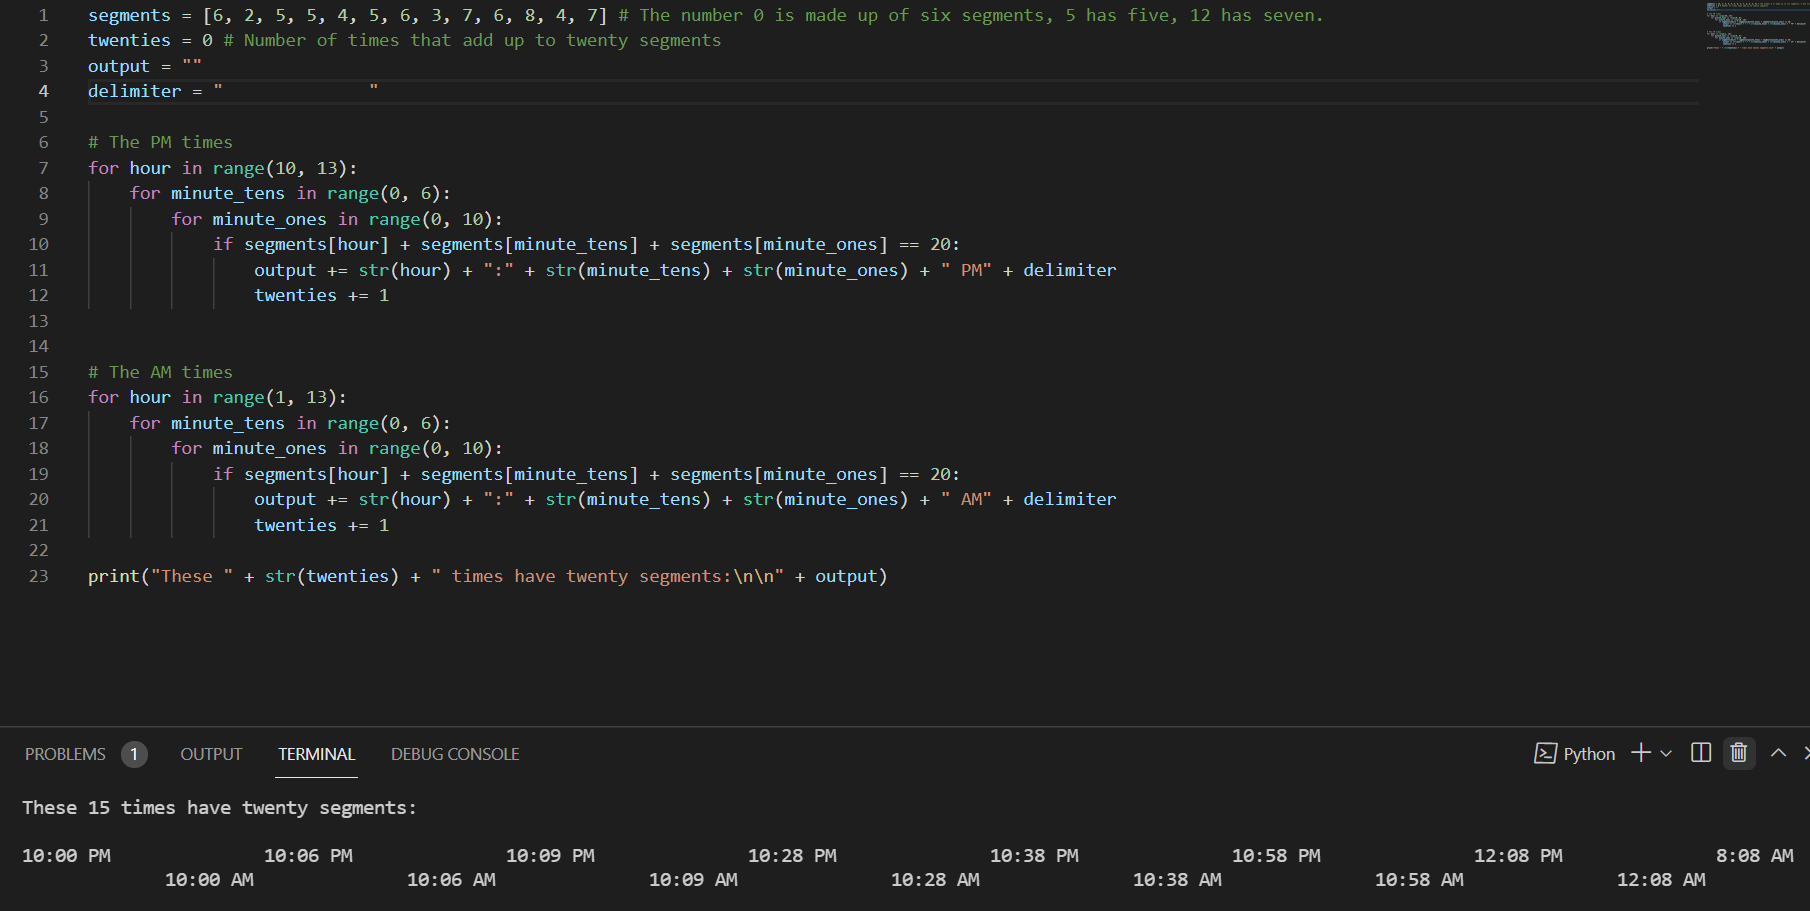 1 segments = [6, 2, 5, 5, 4, 5, 6, 3, 7, 6, 8, 4, 7] # The number 0 is made up of six segments, 5 has five, 12 has seven.
2 twenties = 0 # Number of times that add up to twenty segments
3 output = ""
4 delimiter = "              "
5
6 # The PM times
7 for hour in range(10, 13):
8     for minute_tens in range(0, 6):
9         for minute_ones in range(0, 10):
10             if segments[hour] + segments[minute_tens] + segments[minute_ones] == 20:
11                 output += str(hour) + ":" + str(minute_tens) + str(minute_ones) + " PM" + delimiter
12                 twenties += 1
13
14
15 # The AM times
16 for hour in range(1, 13):
17     for minute_tens in range(0, 6):
18         for minute_ones in range(0, 10):
19             if segments[hour] + segments[minute_tens] + segments[minute_ones] == 20:
20                 output += str(hour) + ":" + str(minute_tens) + str(minute_ones) + " AM" + delimiter
21                 twenties += 1
22
23 print("These " + str(twenties) + " times have twenty segments:\n\n" + output)
PROBLEMS 1 OUTPUT TERMINAL DEBUG CONSOLE Python
These 15 times have twenty segments:
10:00 PM 10:06 PM 10:09 PM 10:28 PM 10:38 PM 10:58 PM 12:08 PM 8:08 AM
10:00 AM 10:06 AM 10:09 AM 10:28 AM 10:38 AM 10:58 AM 12:08 AM